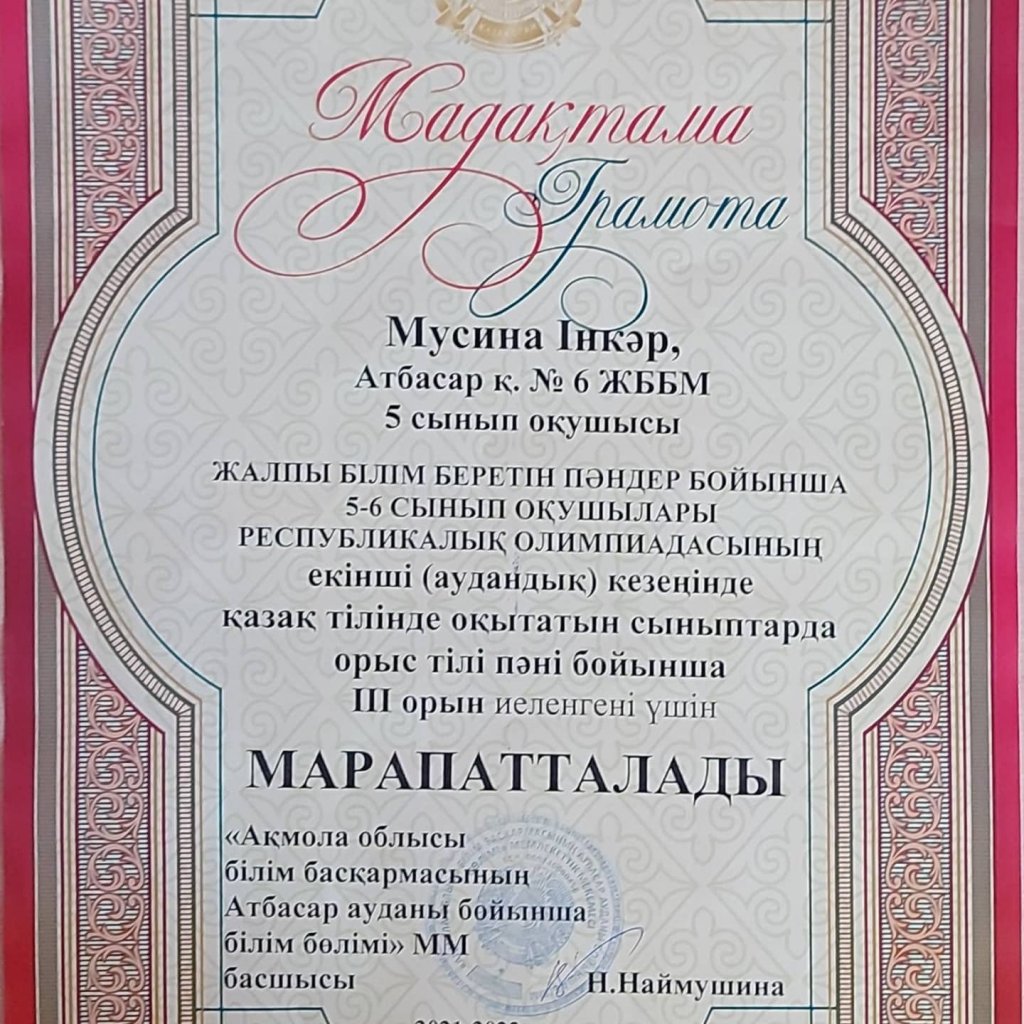 Мадақтама
Грамота
Мусина Інкәр,
Атбасар қ. № 6 ЖББМ
5 сынып оқушысы
ЖАЛПЫ БІЛІМ БЕРЕТІН ПӘНДЕР БОЙЫНША
5-6 СЫНЫП ОҚУШЫЛАРЫ
РЕСПУБЛИКАЛЫҚ ОЛИМПИАДАСЫНЫҢ
екінші (аудандық) кезеңінде
қазақ тілінде оқытатын сыныптарда
орыс тілі пәні бойынша
ІІІ орын иеленгені үшін
МАРАПАТТАЛАДЫ
«Ақмола облысы
білім басқармасының
Атбасар ауданы бойынша
білім бөлімі» ММ
басшысы Н.Наймушина